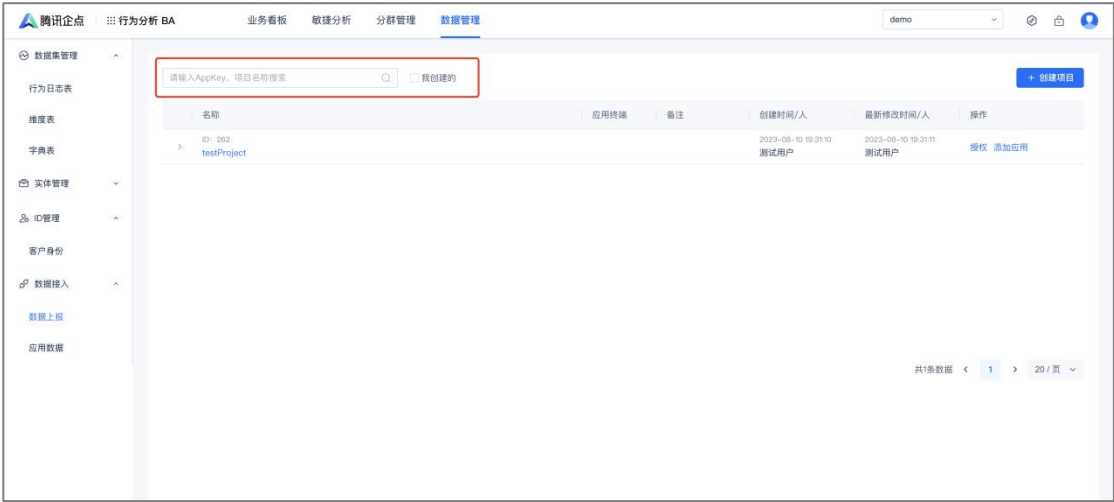 腾讯企点 行为分析 BA 业务看板 敏捷分析 分群管理 数据管理 demo
数据集管理
行为日志表
维度表
字典表
实体管理
ID管理
客户身份
数据接入
数据上报
应用数据
请输入AppKey、项目名称搜索 我创建的 + 创建项目
名称 应用终端 备注 创建时间/人 最新修改时间/人 操作
ID: 262 2023-08-10 19:31:10 2023-08-10 19:31:11
testProject 测试用户 测试用户 授权 添加应用
共1条数据 1 20 / 页